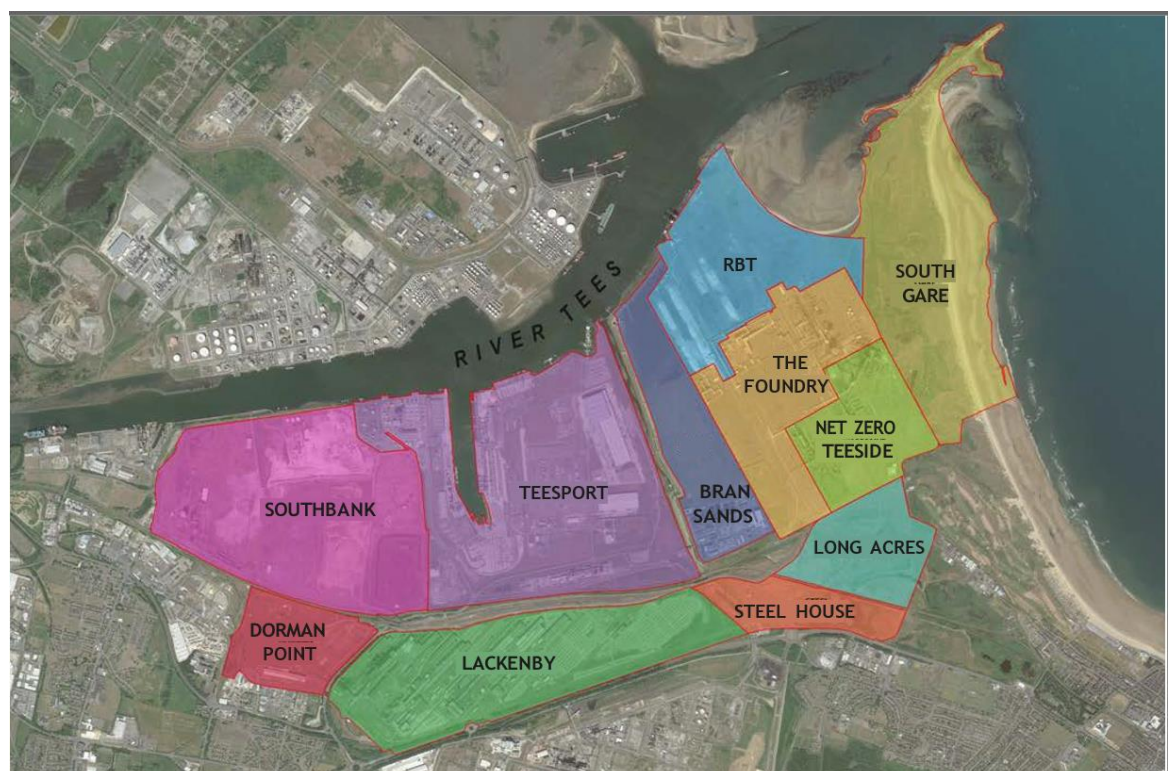 RIVER TEES
RBT
SOUTH
GARE
THE
FOUNDRY
NET ZERO
TEESIDE
SOUTHBANK
TEESPORT
BRAN
SANDS
LONG ACRES
STEEL HOUSE
DORMAN
POINT
LACKENBY